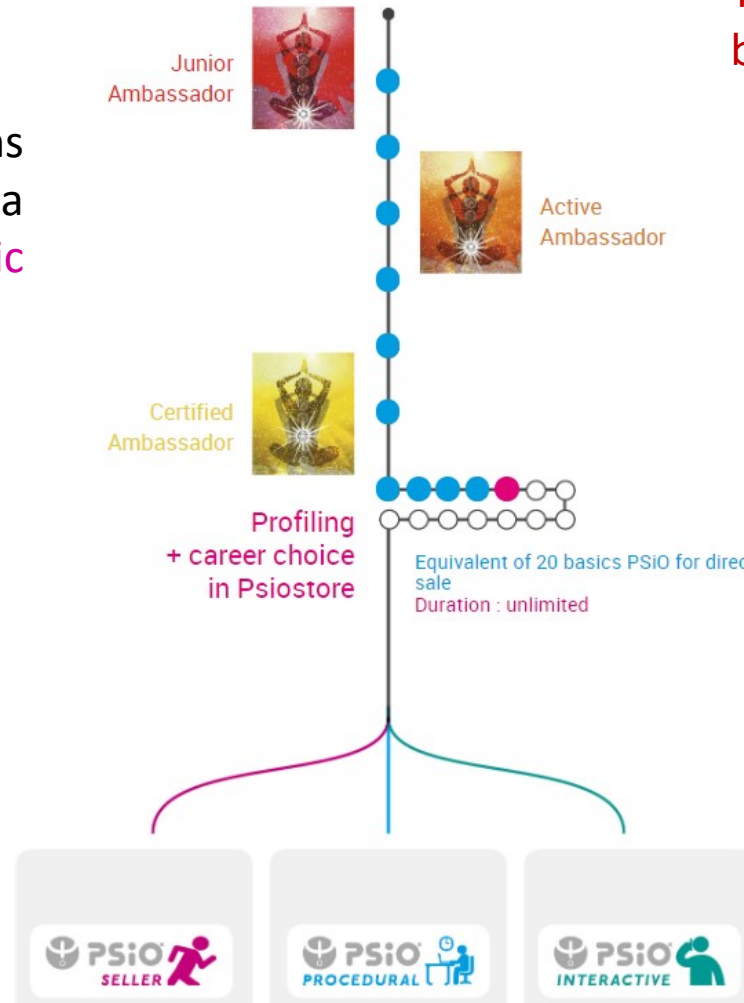 Junior
Ambassador
a
ic
Active
Ambassador
Certified
Ambassador
Profiling
+ career choice
in Psiostore
Equivalent of 20 basics PSiO for direc
sale
Duration : unlimited
PSiO
SELLER
PSiO
PROCEDURAL
PSiO
INTERACTIVE